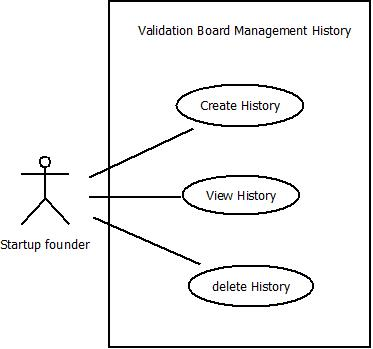 Validation Board Management History
Create History
View History
Startup founder
delete History